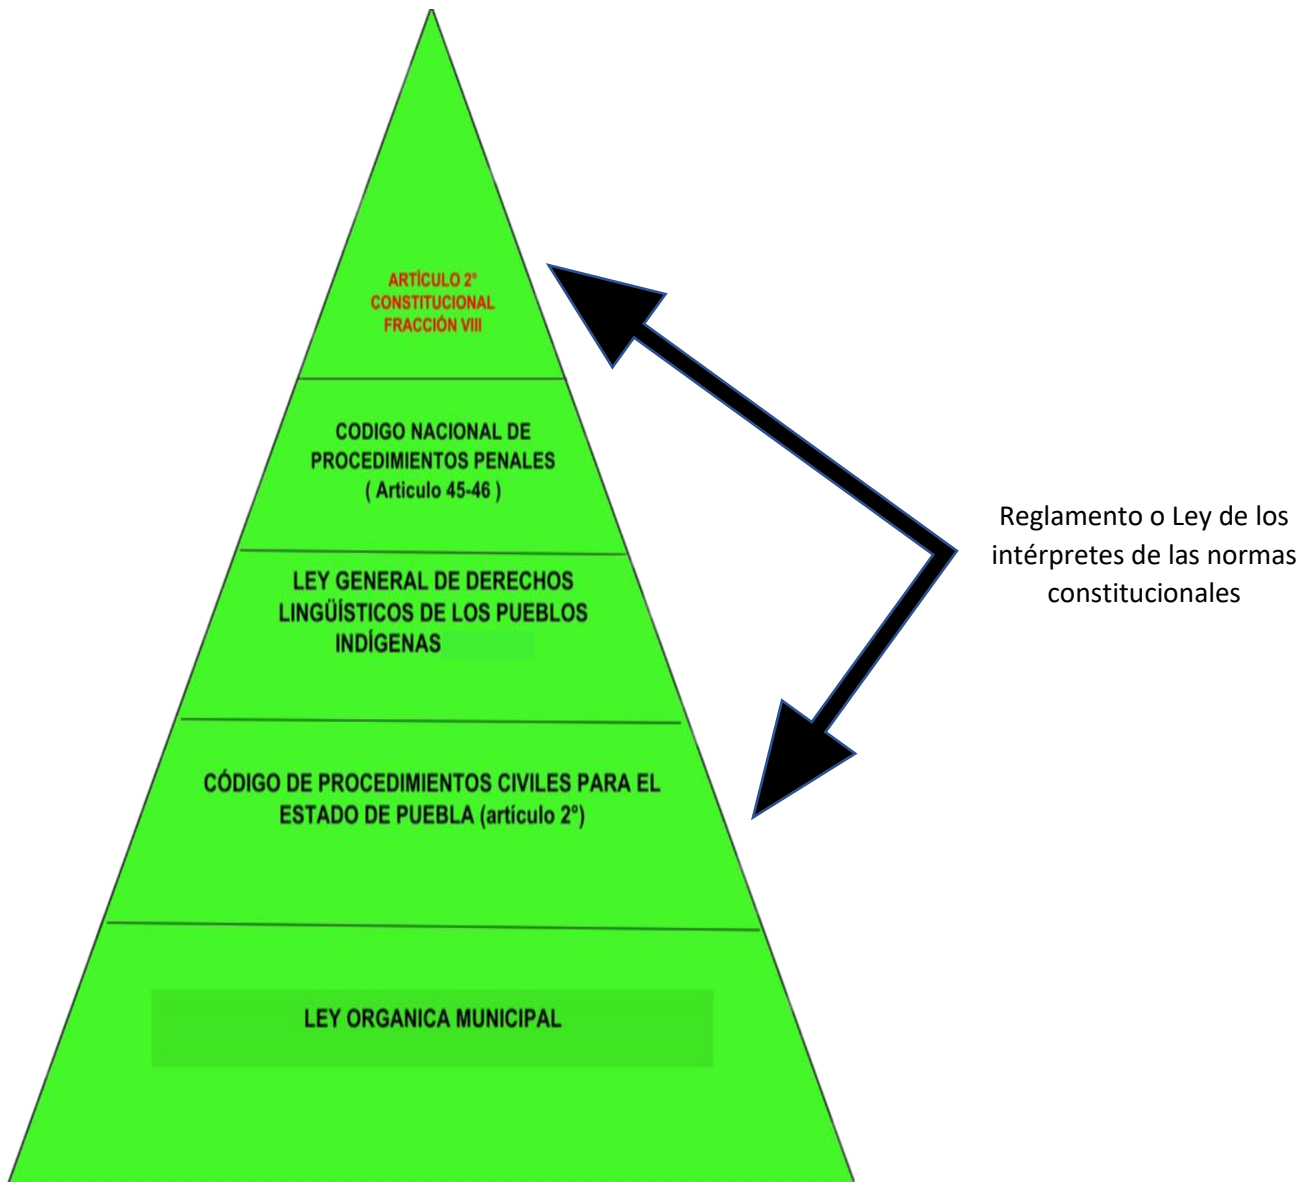 ARTÍCULO 2°
CONSTITUCIONAL
FRACCIÓN VIII
CODIGO NACIONAL DE
PROCEDIMIENTOS PENALES
( Articulo 45-46 )
LEY GENERAL DE DERECHOS
LINGÜÍSTICOS DE LOS PUEBLOS
INDÍGENAS
CÓDIGO DE PROCEDIMIENTOS CIVILES PARA EL
ESTADO DE PUEBLA (artículo 2°)
LEY ORGANICA MUNICIPAL
Reglamento o Ley de los
intérpretes de las normas
constitucionales